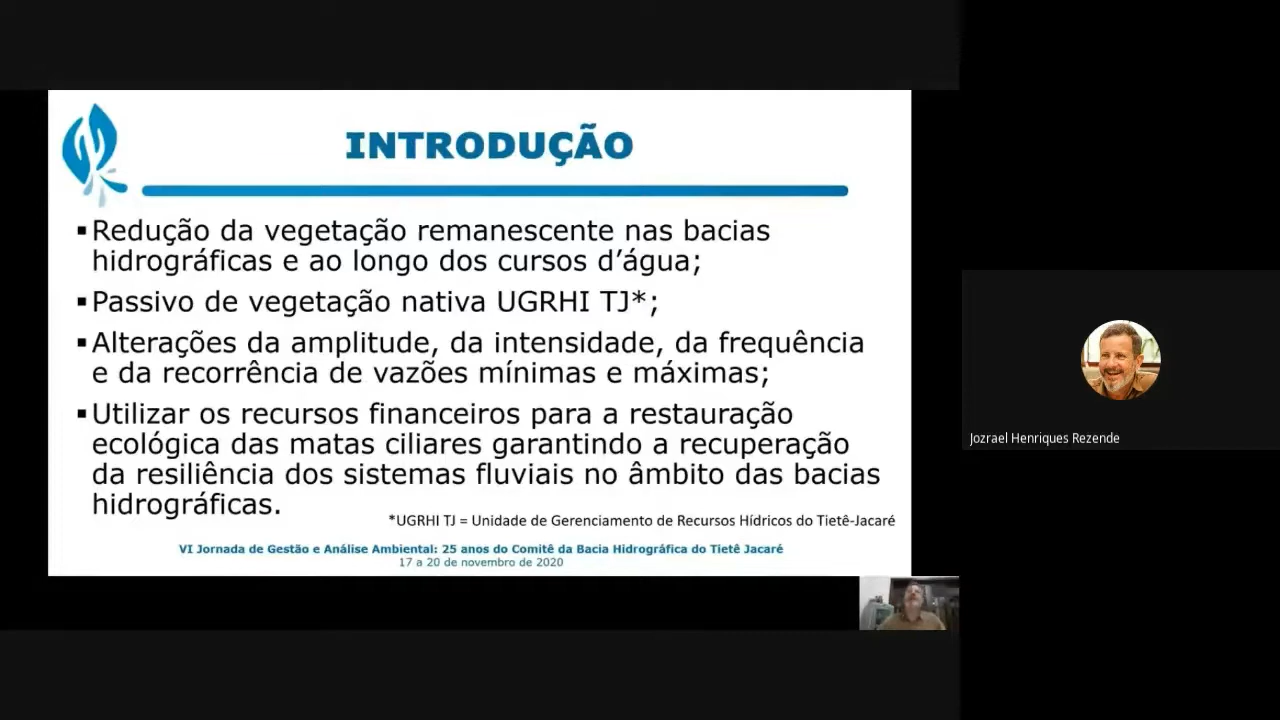 INTRODUÇÃO
▪Redução da vegetação remanescente nas bacias
hidrográficas e ao longo dos cursos d’água;
▪Passivo de vegetação nativa UGRHI TJ*;
▪Alterações da amplitude, da intensidade, da frequência
e da recorrência de vazões mínimas e máximas;
▪Utilizar os recursos financeiros para a restauração
ecológica das matas ciliares garantindo a recuperação
da resiliência dos sistemas fluviais no âmbito das bacias
hidrográficas.
*UGRHI TJ = Unidade de Gerenciamento de Recursos Hídricos do Tietê-Jacaré
VI Jornada de Gestão e Análise Ambiental: 25 anos do Comitê da Bacia Hidrográfica do Tietê Jacaré
17 a 20 de novembro de 2020
Jozrael Henriques Rezende